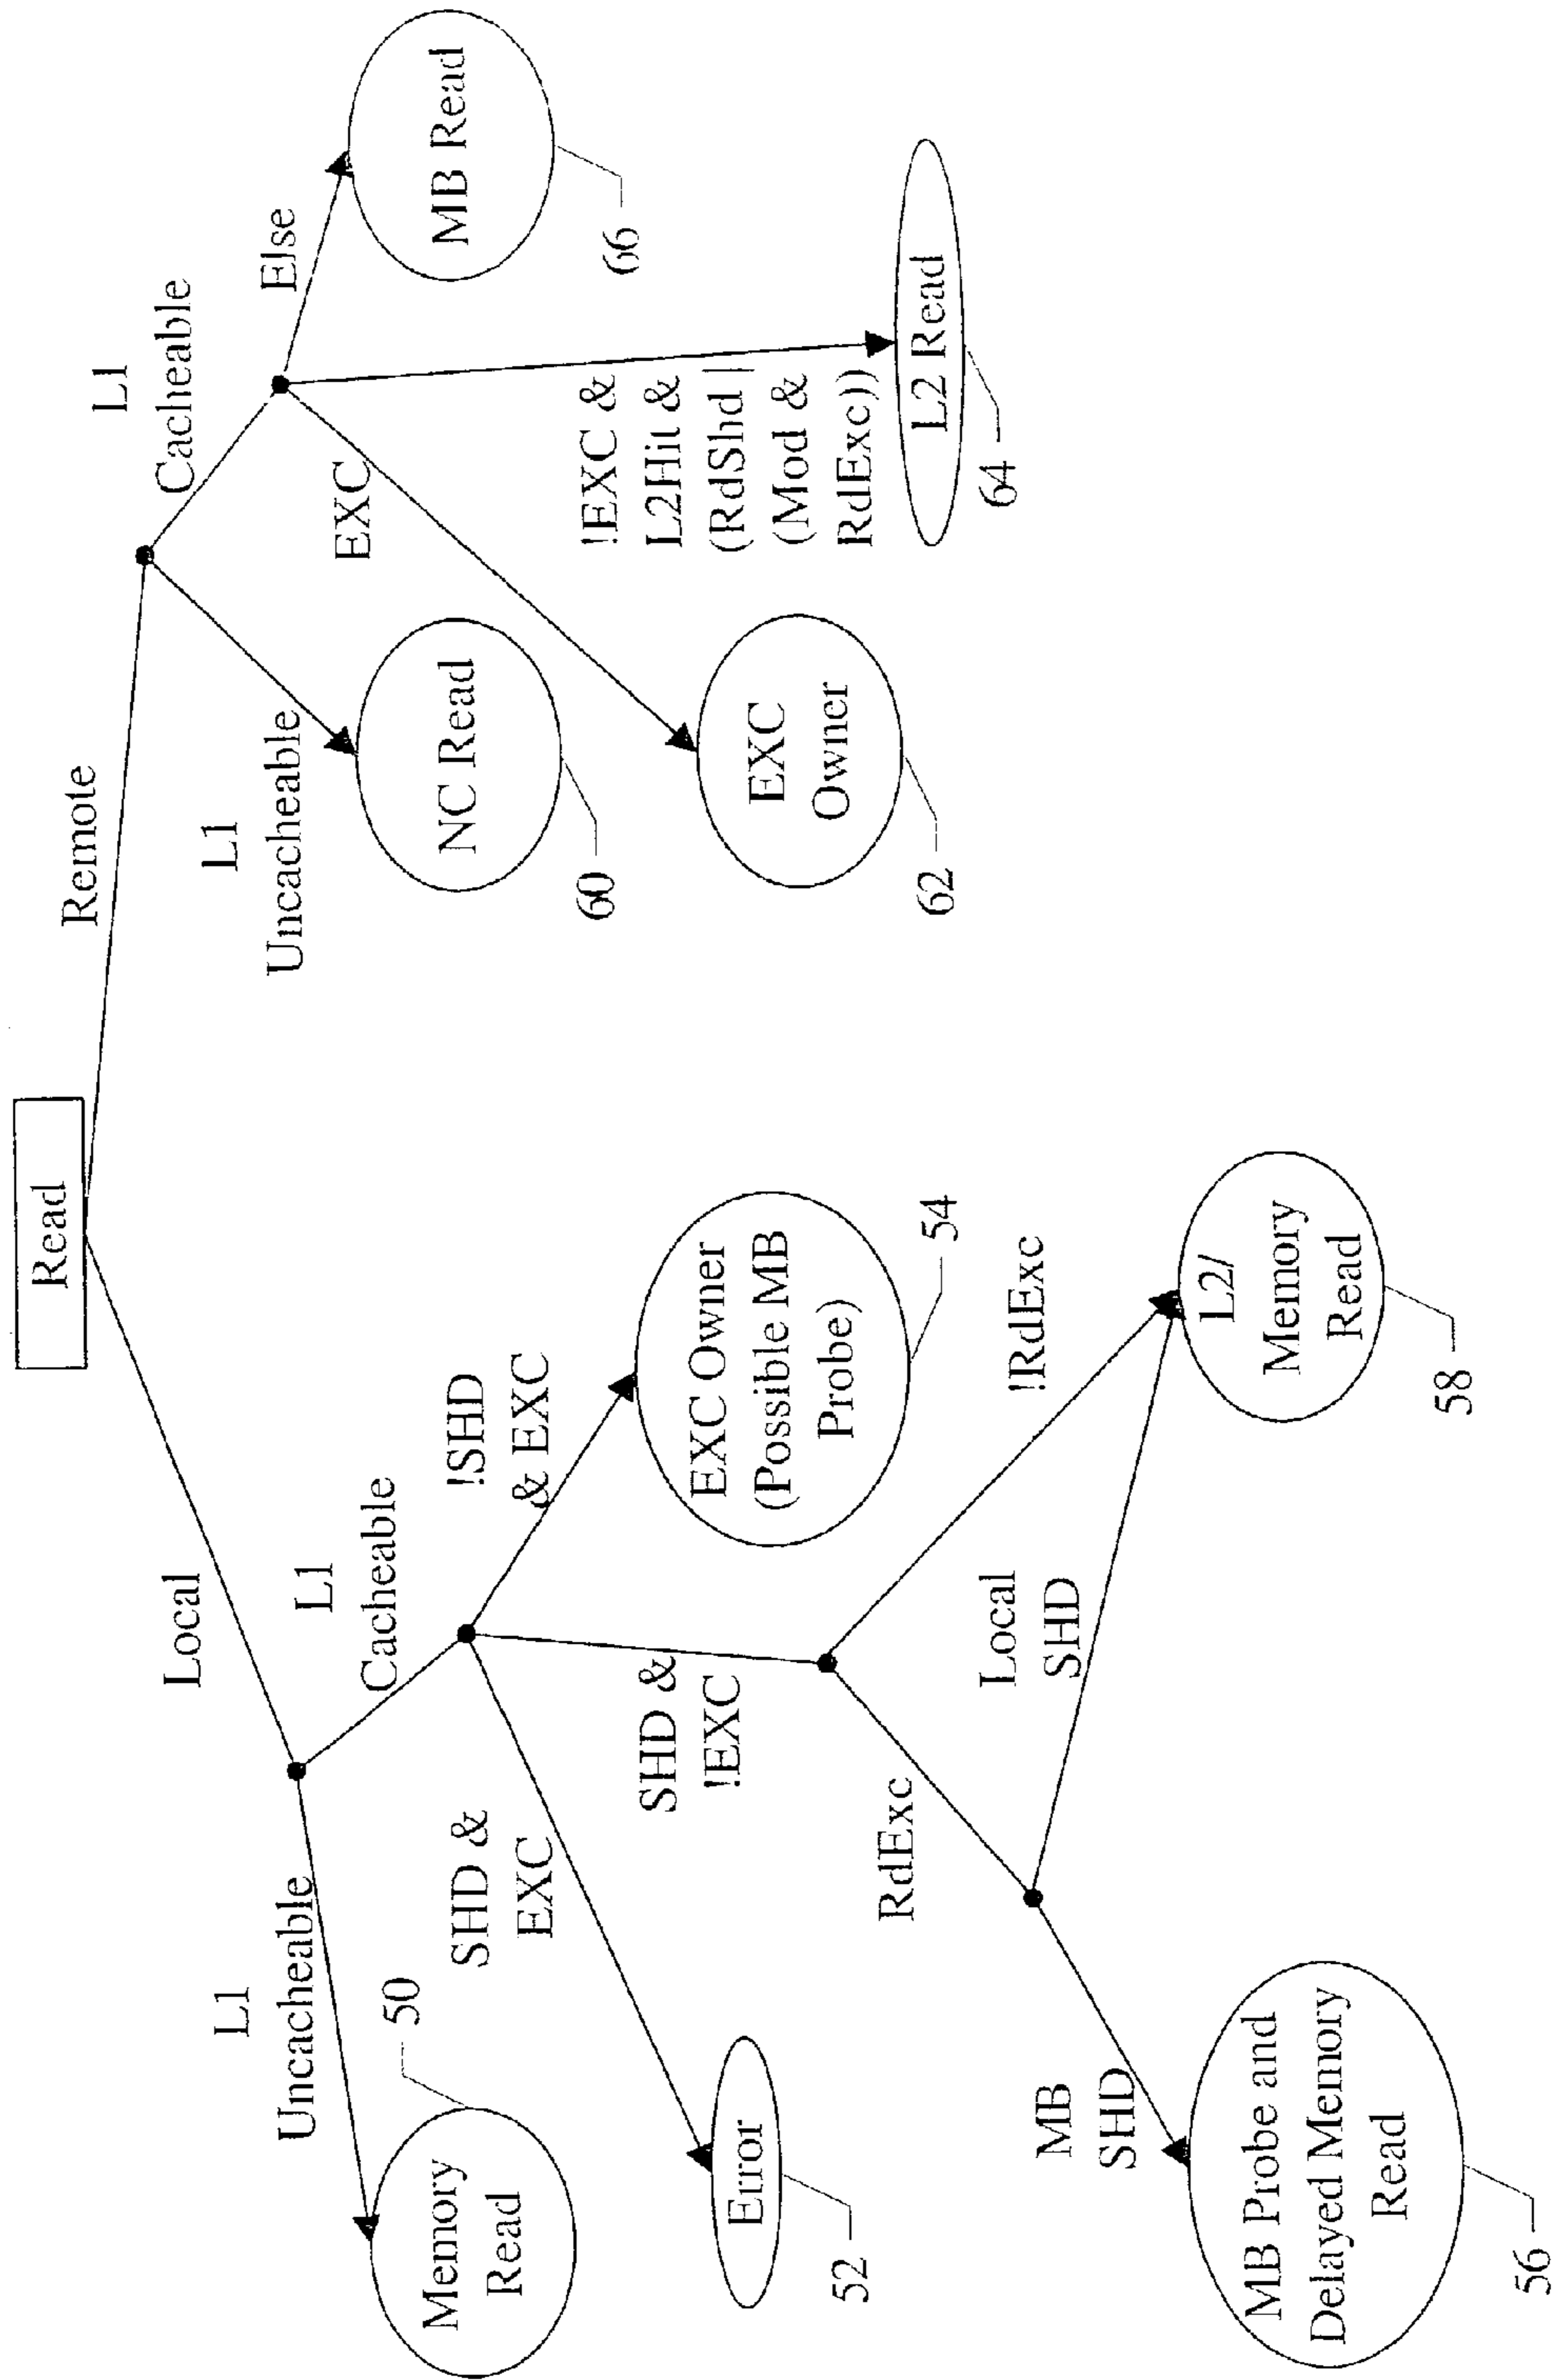 Read
Local
Remote
L1
Uncacheable
L1
Cacheable
Memory
Read
50
SHD &
EXC
!SHD
& EXC
SHD &
!EXC
Error
52
EXC Owner
(Possible MB
Probe)
54
RdExc
!RdExc
MB
SHD
Local
SHD
MB Probe and
Delayed Memory
Read
56
L2/
Memory
Read
58
L1
Uncacheable
L1
Cacheable
NC Read
60
EXC
Else
!EXC &
L2Hit &
(RdShd |
(Mod &
RdExc))
EXC
Owner
62
L2 Read
64
MB Read
66